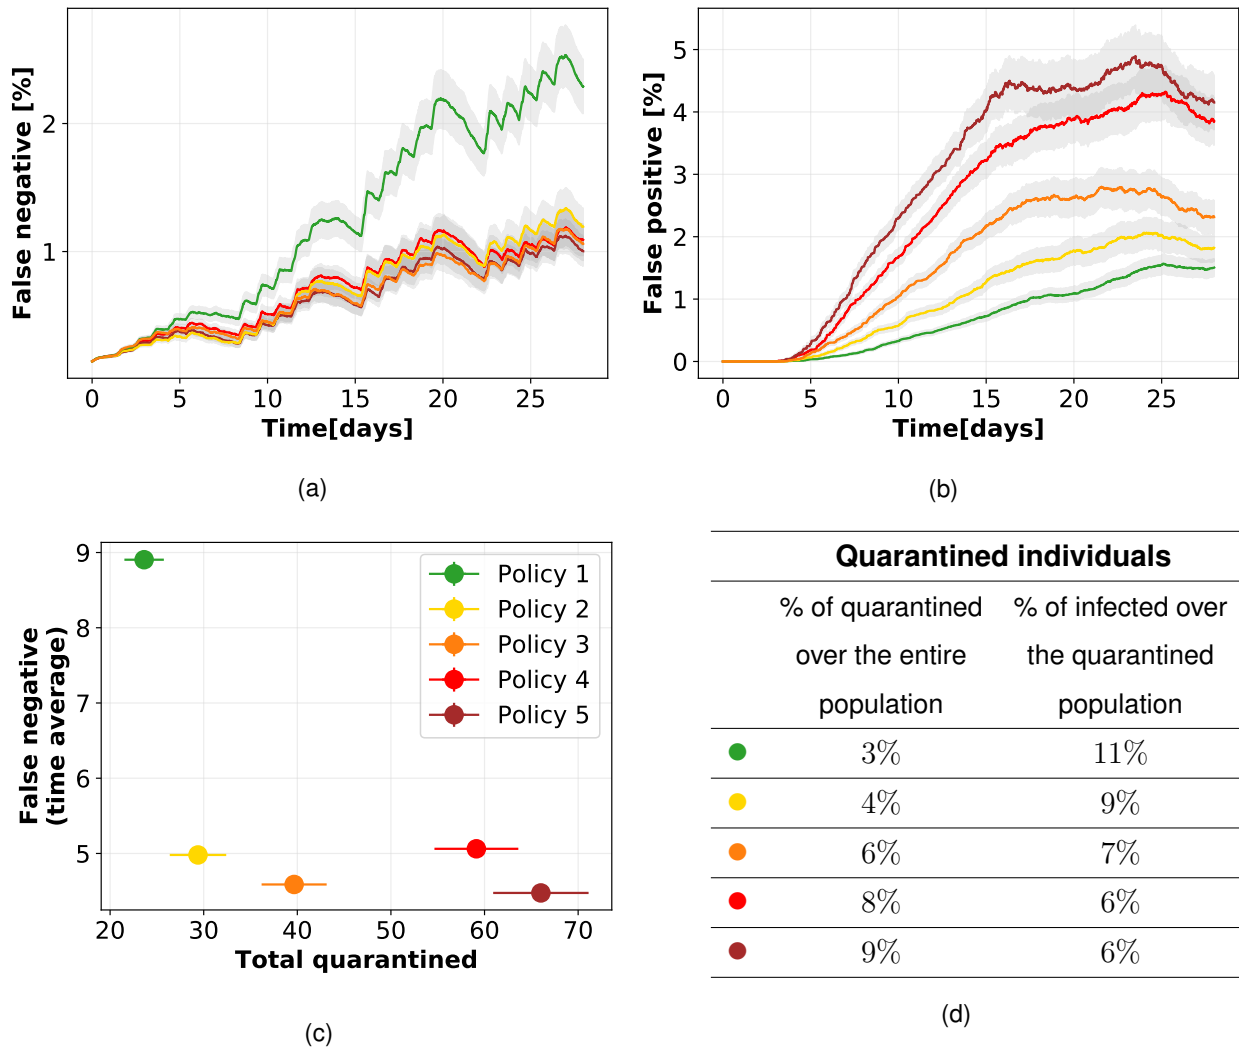 False negative [%]
2
1
0 5 10 15 20 25
Time[days]
(a)
False positive [%]
5
4
3
2
1
0
0 5 10 15 20 25
Time[days]
(b)
False negative
(time average)
9
8
7
6
5
20 30 40 50 60 70
Total quarantined
Policy 1
Policy 2
Policy 3
Policy 4
Policy 5
(c)
Quarantined individuals
% of quarantined % of infected over
over the entire the quarantined
population population
3% 11%
4% 9%
6% 7%
8% 6%
9% 6%
(d)